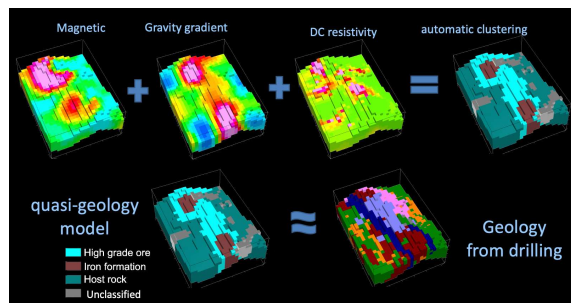 Magnetic
Gravity gradient
DC resistivity
automatic clustering
+
+
=
quasi-geology
model
≈
Geology
from drilling
High grade ore
Iron formation
Host rock
Unclassified